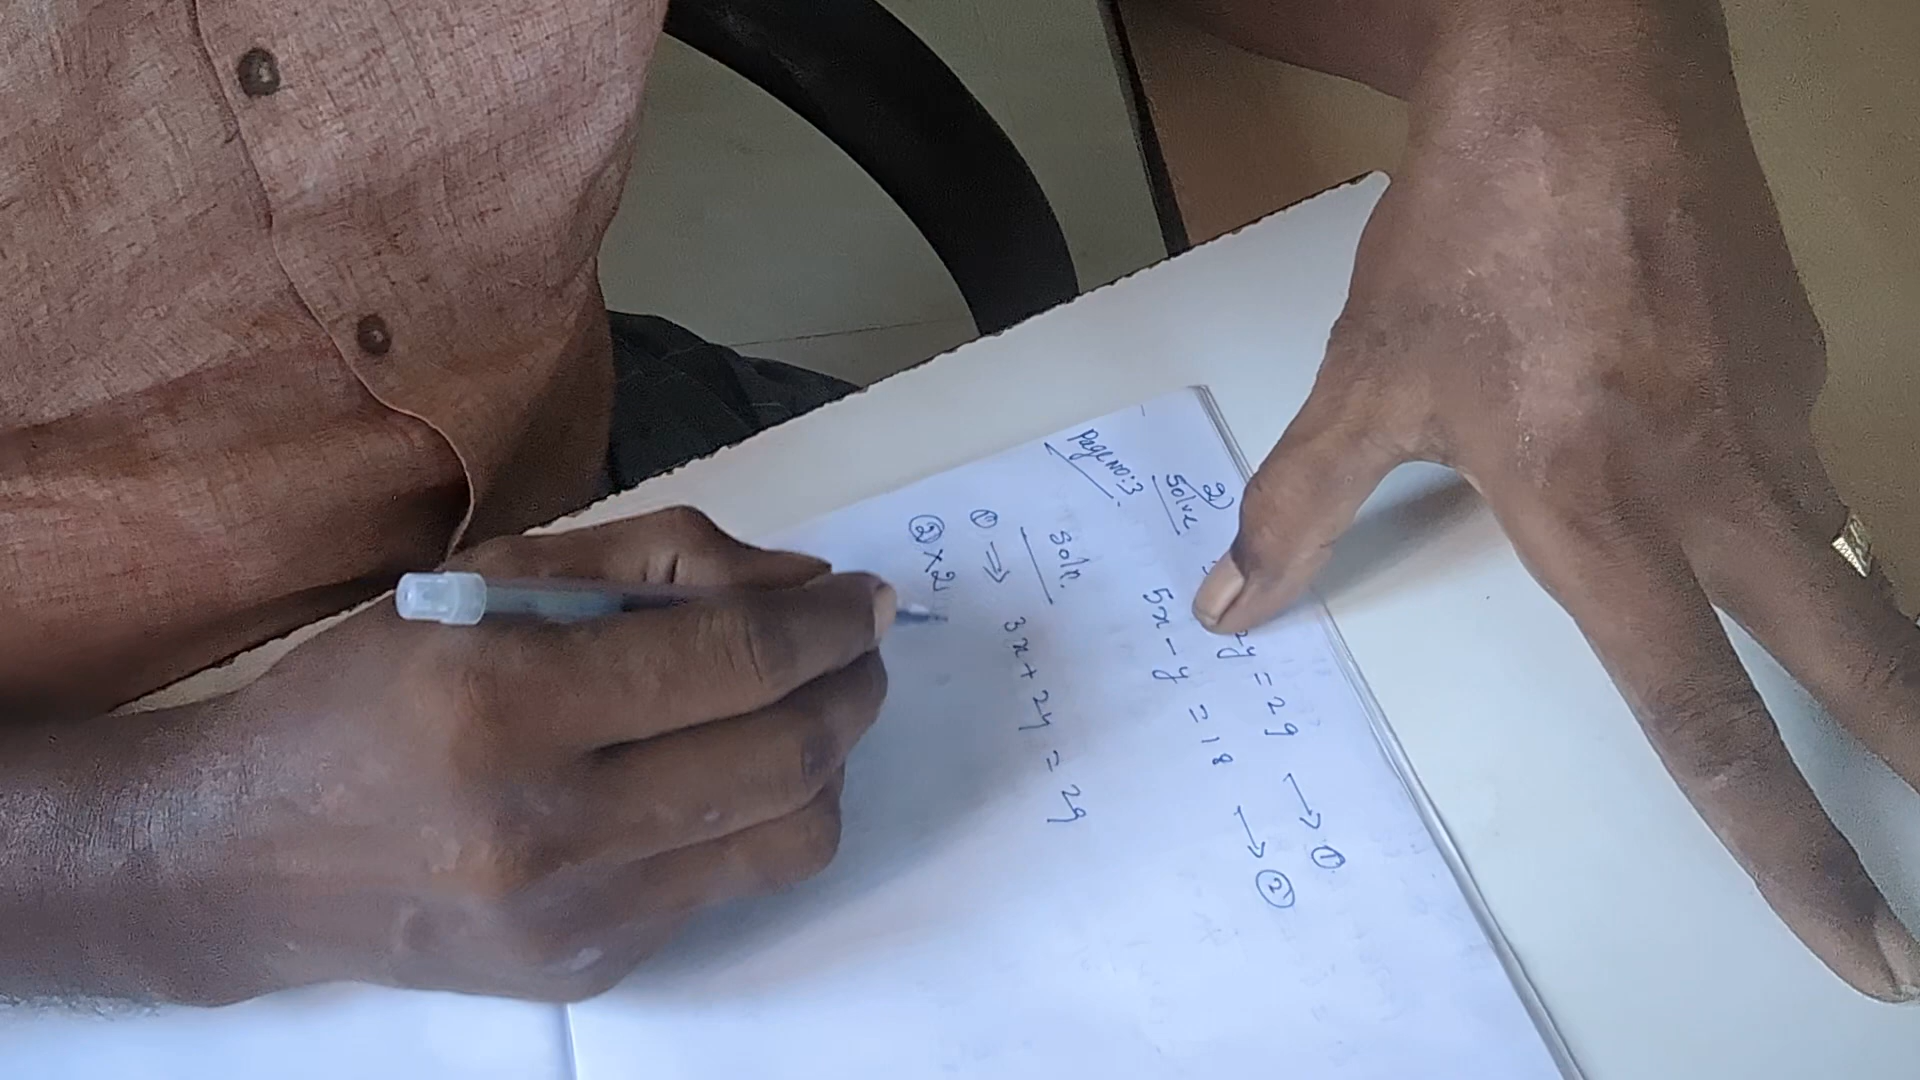 Page no: 3
2)
Solve
2y = 29 → ①
5x - y = 18 → ②
Soln.
① ⇒ 3x + 2y = 29
② × 2